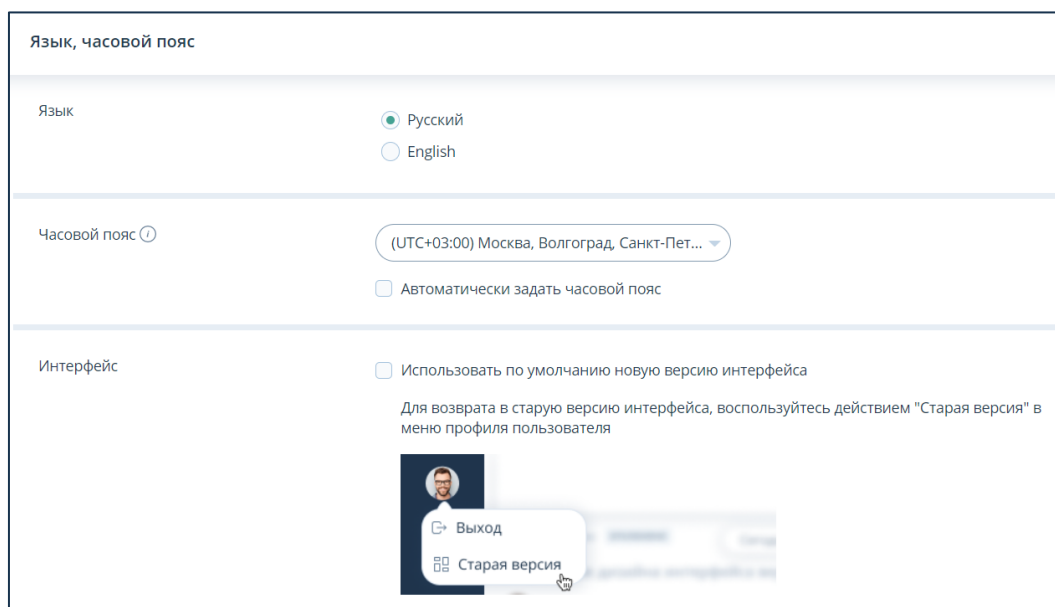 Язык, часовой пояс
Язык
Русский
English
Часовой пояс
(UTC+03:00) Москва, Волгоград, Санкт-Пет...
Автоматически задать часовой пояс
Интерфейс
Использовать по умолчанию новую версию интерфейса
Для возврата в старую версию интерфейса, воспользуйтесь действием "Старая версия" в
меню профиля пользователя
Выход
Старая версия